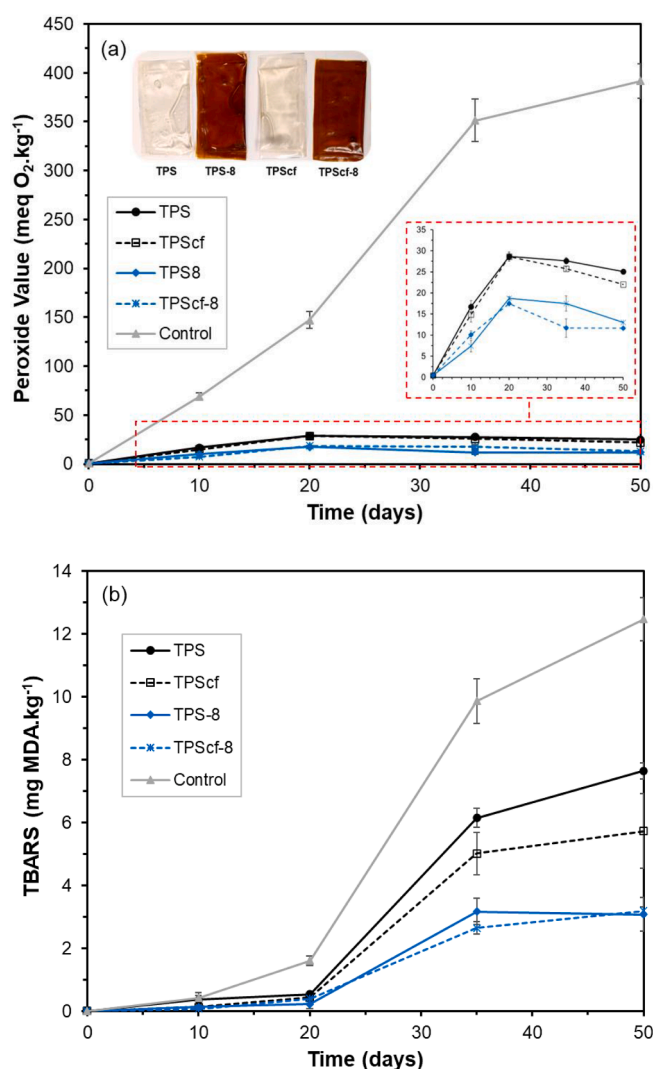 (a)
Peroxide Value (meq O₂.kg⁻¹)
450
400
350
300
250
200
150
100
50
0
TPS TPS-8 TPScf TPScf-8
TPS
TPScf
TPS8
TPScf-8
Control
35
30
25
20
15
10
5
0
0 10 20 30 40 50
0 10 20 30 40 50
Time (days)
(b)
TBARS (mg MDA.kg⁻¹)
14
12
10
8
6
4
2
0
TPS
TPScf
TPS-8
TPScf-8
Control
0 10 20 30 40 50
Time (days)